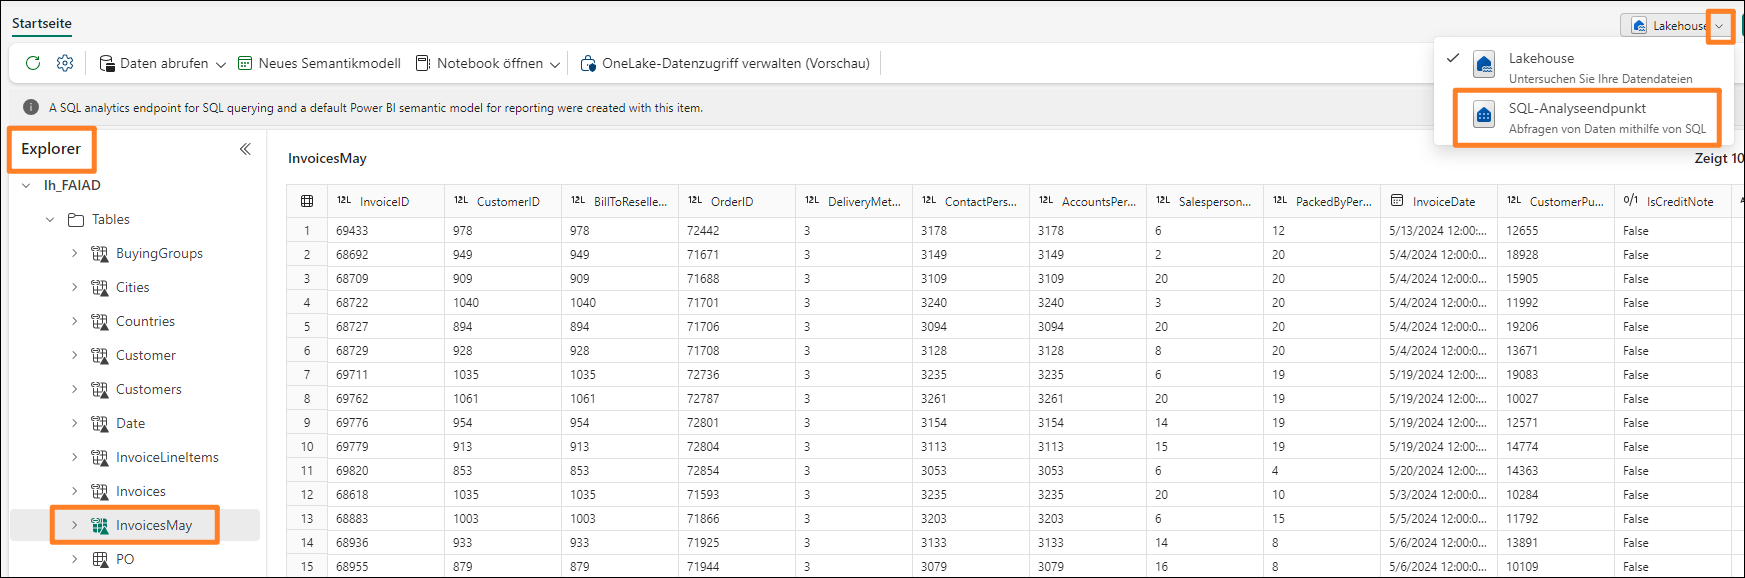 Startseite
Lakehouse
Daten abrufen Neues Semantikmodell Notebook öffnen OneLake-Datenzugriff verwalten (Vorschau)
Lakehouse
Untersuchen Sie Ihre Datendateien
SQL-Analyseendpunkt
Abfragen von Daten mithilfe von SQL
A SQL analytics endpoint for SQL querying and a default Power BI semantic model for reporting were created with this item.
Explorer
lh_FAIAD
Tables
BuyingGroups
Cities
Countries
Customer
Customers
Date
InvoiceLineItems
Invoices
InvoicesMay
PO
InvoicesMay
Zeigt 10
12L InvoiceID 12L CustomerID 12L BillToReselle... 12L OrderID 12L DeliveryMet... 12L ContactPers... 12L AccountsPer... 12L Salesperson... 12L PackedByPer... InvoiceDate 12L CustomerPu... 0/1 IsCreditNote
1 69433 978 978 72442 3 3178 3178 6 12 5/13/2024 12:00:... 12655 False
2 68692 949 949 71671 3 3149 3149 2 20 5/4/2024 12:00:0... 18928 False
3 68709 909 909 71688 3 3109 3109 20 20 5/4/2024 12:00:0... 15905 False
4 68722 1040 1040 71701 3 3240 3240 3 20 5/4/2024 12:00:0... 11992 False
5 68727 894 894 71706 3 3094 3094 20 20 5/4/2024 12:00:0... 19206 False
6 68729 928 928 71708 3 3128 3128 8 20 5/4/2024 12:00:0... 13671 False
7 69711 1035 1035 72736 3 3235 3235 6 19 5/19/2024 12:00:... 19083 False
8 69762 1061 1061 72787 3 3261 3261 20 19 5/19/2024 12:00:... 10027 False
9 69776 954 954 72801 3 3154 3154 14 19 5/19/2024 12:00:... 12571 False
10 69779 913 913 72804 3 3113 3113 15 19 5/19/2024 12:00:... 14774 False
11 69820 853 853 72854 3 3053 3053 6 4 5/20/2024 12:00:... 14363 False
12 68618 1035 1035 71593 3 3235 3235 20 10 5/3/2024 12:00:0... 10284 False
13 68883 1003 1003 71866 3 3203 3203 6 15 5/5/2024 12:00:0... 11792 False
14 68936 933 933 71925 3 3133 3133 14 8 5/6/2024 12:00:0... 13891 False
15 68955 879 879 71944 3 3079 3079 16 8 5/6/2024 12:00:0... 10109 False